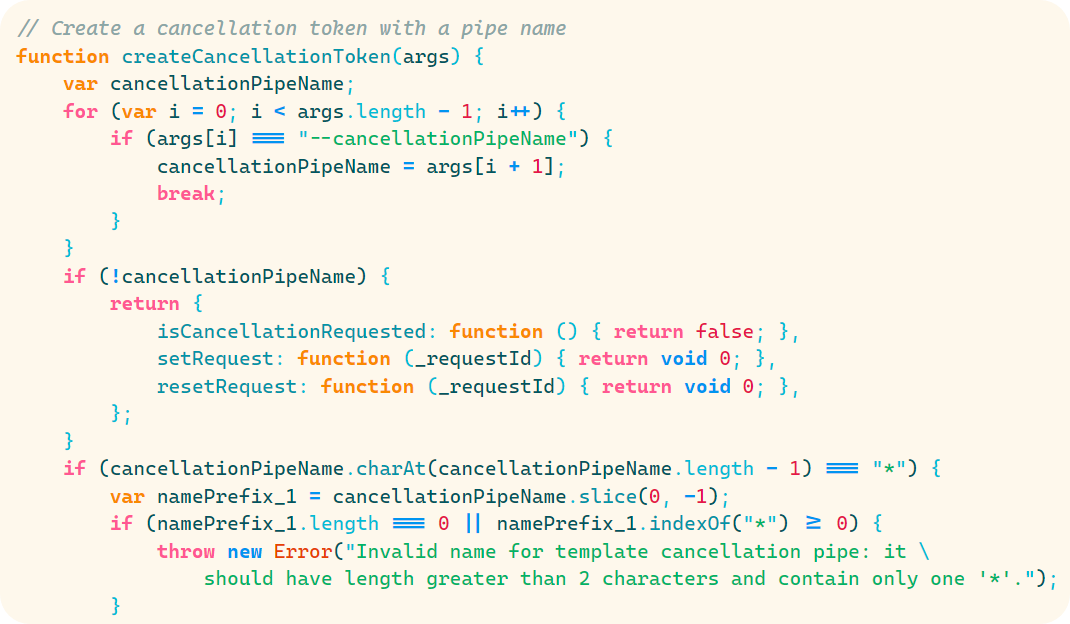 // Create a cancellation token with a pipe name
function createCancellationToken(args) {
    var cancellationPipeName;
    for (var i = 0; i < args.length - 1; i++) {
        if (args[i] === "--cancellationPipeName") {
            cancellationPipeName = args[i + 1];
            break;
        }
    }
    if (!cancellationPipeName) {
        return {
            isCancellationRequested: function () { return false; },
            setRequest: function (_requestId) { return void 0; },
            resetRequest: function (_requestId) { return void 0; },
        };
    }
    if (cancellationPipeName.charAt(cancellationPipeName.length - 1) === "*") {
        var namePrefix_1 = cancellationPipeName.slice(0, -1);
        if (namePrefix_1.length === 0 || namePrefix_1.indexOf("*") >= 0) {
            throw new Error("Invalid name for template cancellation pipe: it \
                should have length greater than 2 characters and contain only one '*'.");
        }